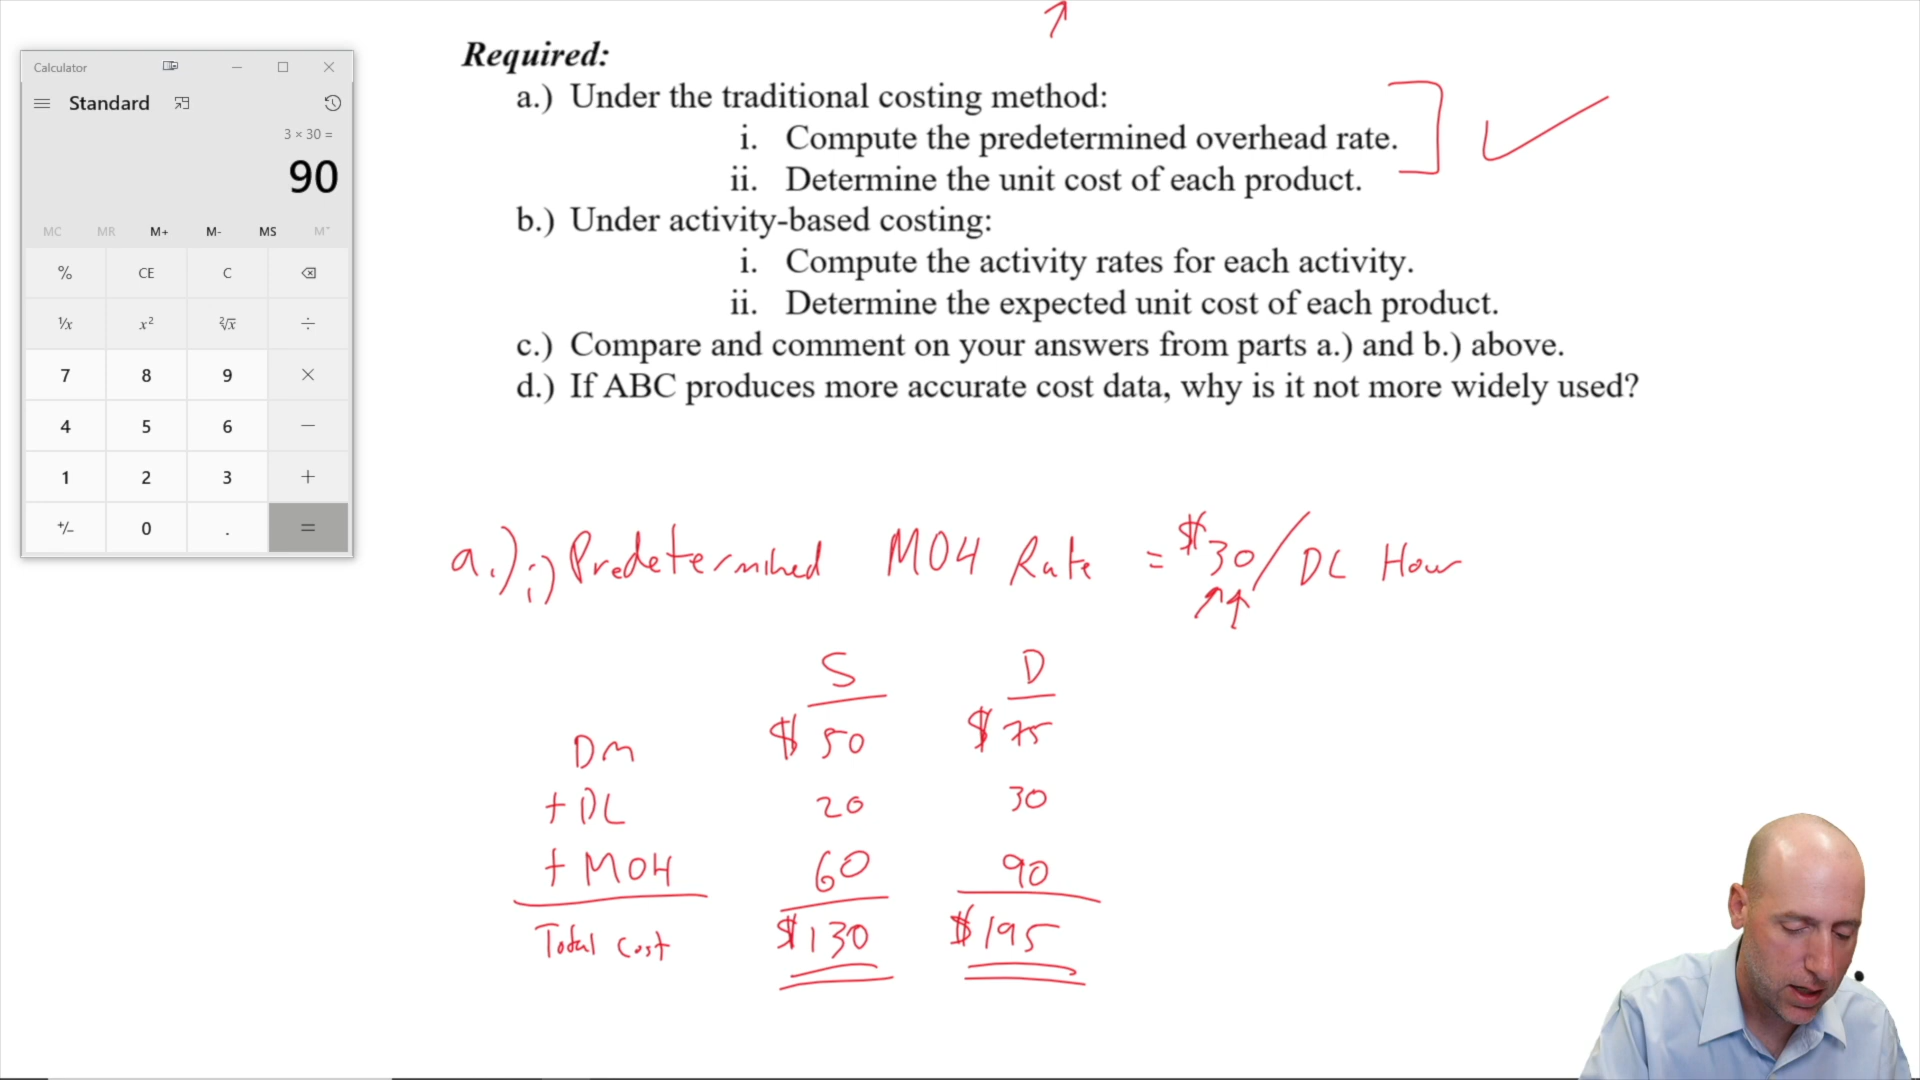 Calculator
Standard
3 × 30 =
90
MC MR M+ M- MS M˅
% CE C
¹/x x² ²√x ÷
7 8 9 ×
4 5 6 −
1 2 3 +
+/− 0 . =
Required:
a.) Under the traditional costing method:
i. Compute the predetermined overhead rate.
ii. Determine the unit cost of each product.
b.) Under activity-based costing:
i. Compute the activity rates for each activity.
ii. Determine the expected unit cost of each product.
c.) Compare and comment on your answers from parts a.) and b.) above.
d.) If ABC produces more accurate cost data, why is it not more widely used?
a.) i) Predetermined MOH Rate = $30/DL Hour
S D
DM $50 $75
+ DL 20 30
+ MOH 60 90
Total Cost $130 $195